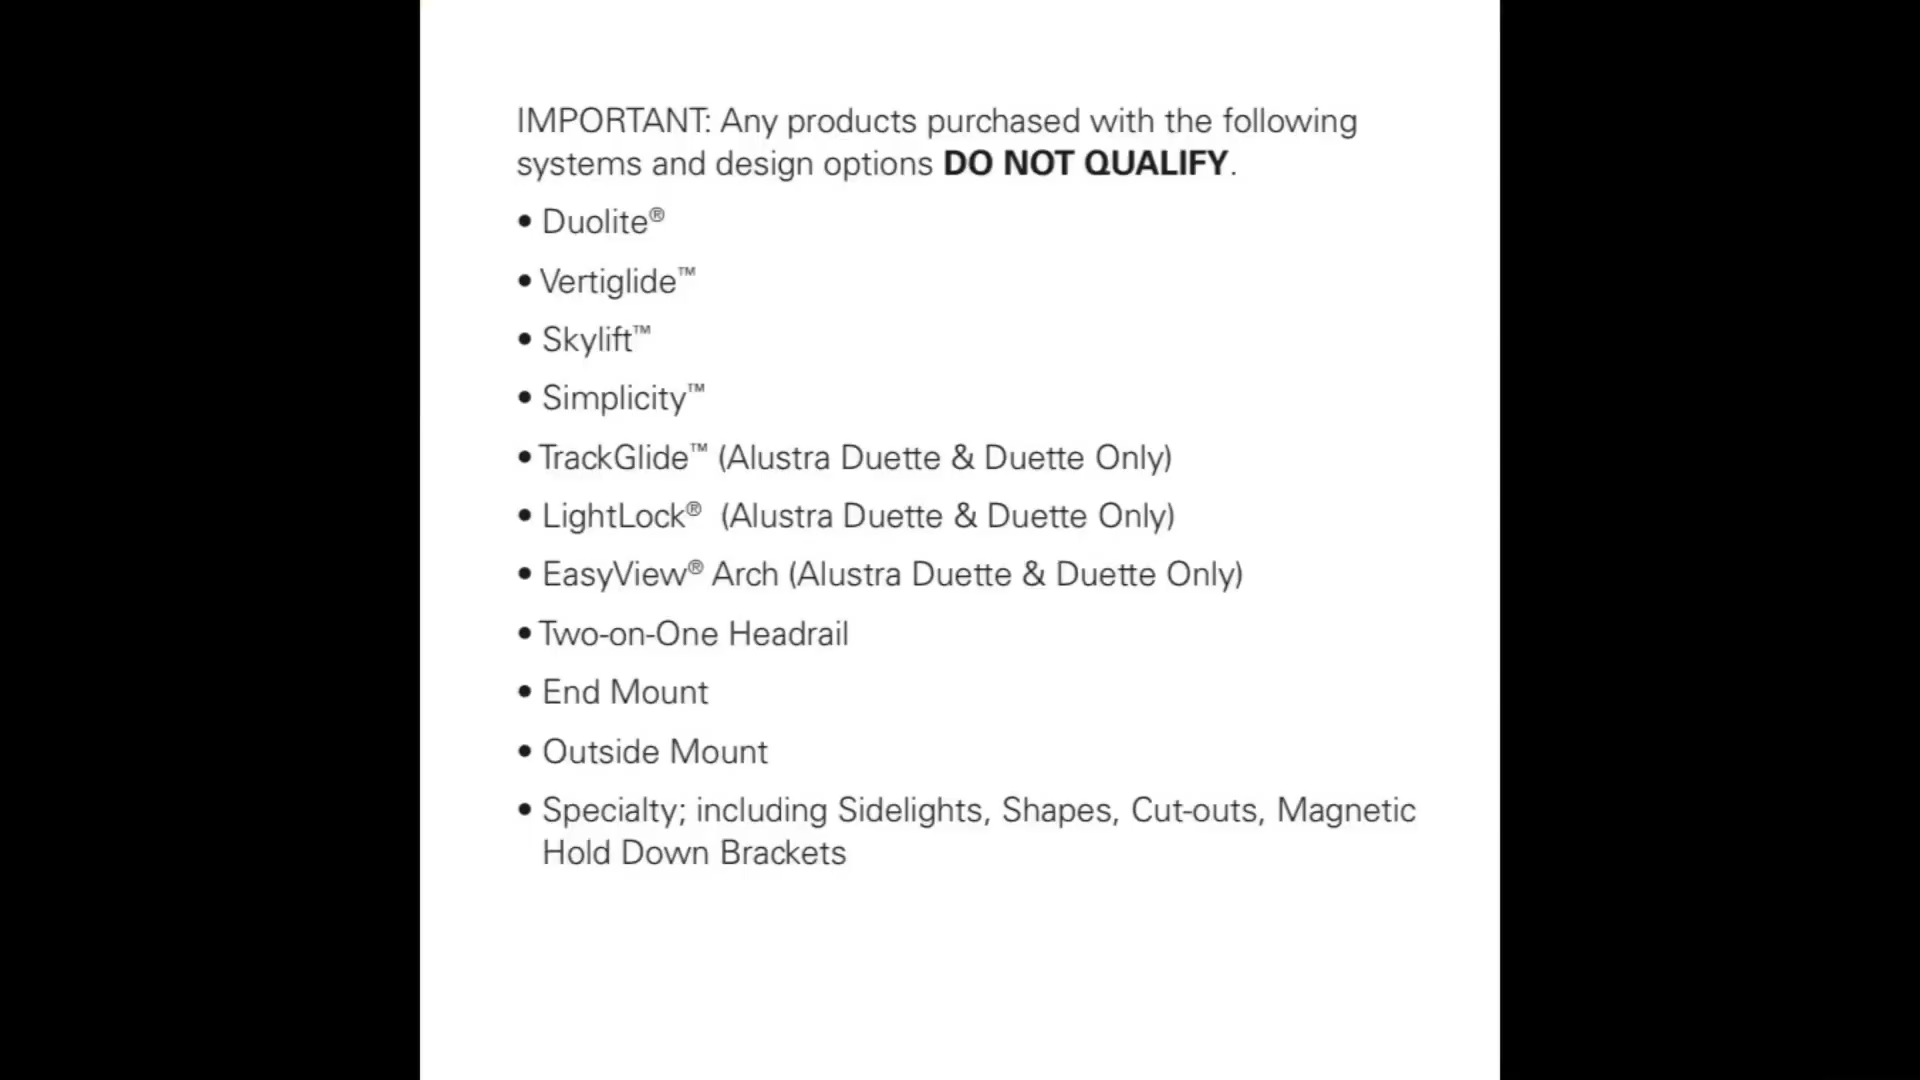 IMPORTANT: Any products purchased with the following
systems and design options DO NOT QUALIFY.
• Duolite®
• Vertiglide™
• Skylift™
• Simplicity™
• TrackGlide™ (Alustra Duette & Duette Only)
• LightLock® (Alustra Duette & Duette Only)
• EasyView® Arch (Alustra Duette & Duette Only)
• Two-on-One Headrail
• End Mount
• Outside Mount
• Specialty; including Sidelights, Shapes, Cut-outs, Magnetic
Hold Down Brackets